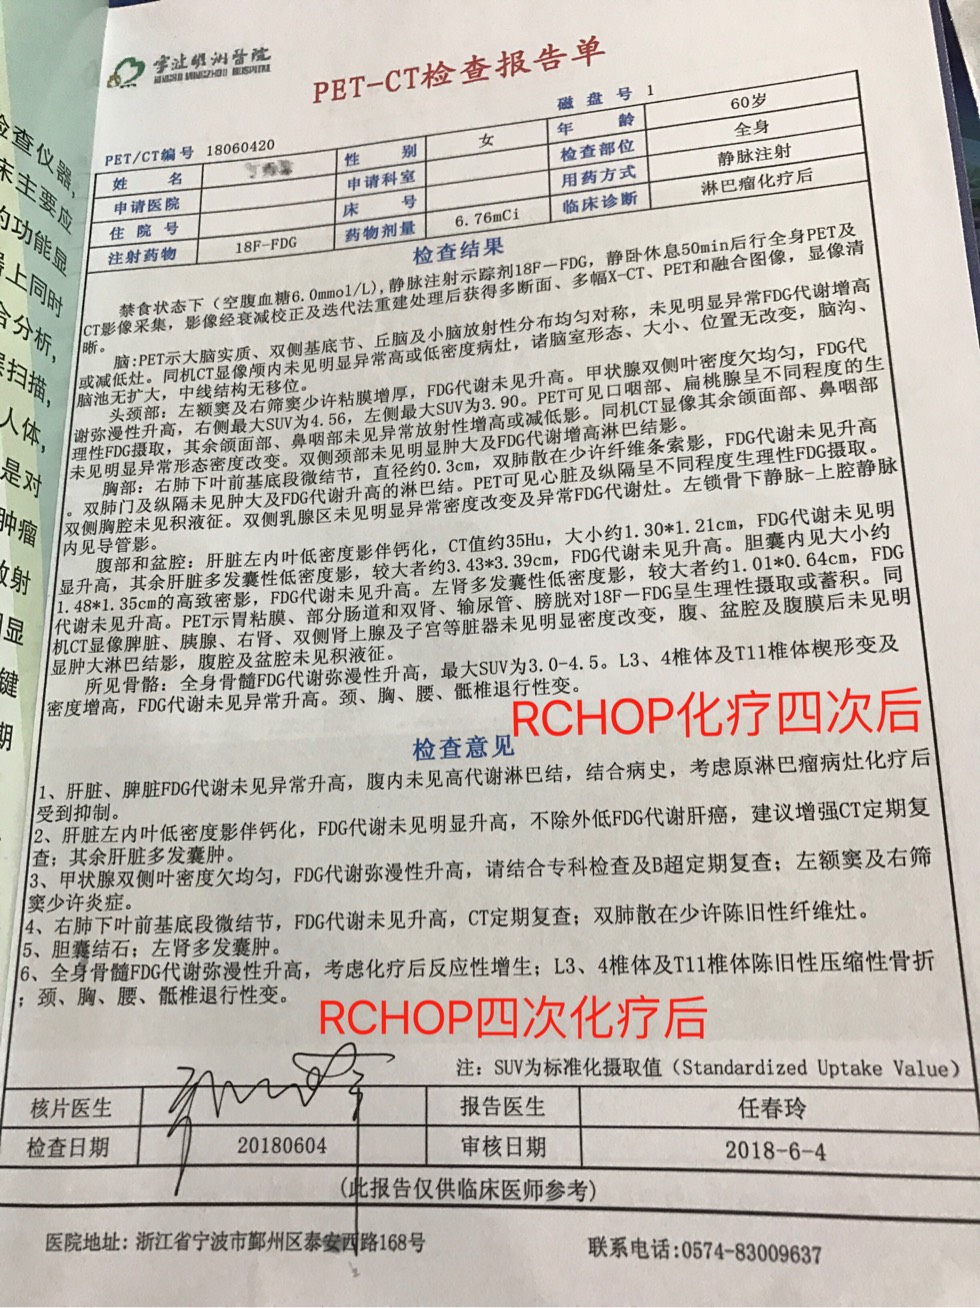 宁波明洲医院
NINGBO MINGZHOU HOSPITAL
PET-CT检查报告单
磁盘号 1
PET/CT编号 18060420
姓名 性别 女 年龄 60岁
申请医院 申请科室 检查部位 全身
住院号 床号 用药方式 静脉注射
注射药物 18F-FDG 药物剂量 6.76mCi 临床诊断 淋巴瘤化疗后
检查结果
禁食状态下（空腹血糖6.0mmol/L），静脉注射示踪剂18F-FDG，静卧休息50min后行全身PET及
CT影像采集，影像经衰减校正及迭代法重建处理后获得多断面、多幅X-CT、PET和融合图像，显像清
晰。
脑:PET示大脑实质、双侧基底节、丘脑及小脑放射性分布均匀对称，未见明显异常FDG代谢增高
或减低灶。同机CT显像颅内未见明显异常高或低密度病灶，诸脑室形态、大小、位置无改变，脑沟、
脑池无扩大，中线结构无移位。
头颈部：左额窦及右筛窦少许粘膜增厚，FDG代谢未见升高。甲状腺双侧叶密度欠均匀，FDG代
谢弥漫性升高，右侧最大SUV为4.56，左侧最大SUV为3.90。PET可见口咽部、扁桃腺呈不同程度的生
理性FDG摄取，其余颌面部、鼻咽部未见异常放射性增高或减低影。同机CT显像其余颌面部、鼻咽部
未见明显异常形态密度改变。双侧颈部未见明显肿大及FDG代谢增高淋巴结影。
胸部：右肺下叶前基底段微结节，直径约0.3cm，双肺散在少许纤维条索影，FDG代谢未见升高
。双肺门及纵隔未见肿大及FDG代谢升高的淋巴结。PET可见心脏及纵隔呈不同程度生理性FDG摄取。
双侧胸腔未见积液征。双侧乳腺区未见明显异常密度改变及异常FDG代谢灶。左锁骨下静脉-上腔静脉
内见导管影。
腹部和盆腔：肝脏左内叶低密度影伴钙化，CT值约35Hu，大小约1.30*1.21cm，FDG代谢未见明
显升高，其余肝脏多发囊性低密度影，较大者约3.43*3.39cm，FDG代谢未见升高。胆囊内见大小约
1.48*1.35cm的高致密影，FDG代谢未见升高。左肾多发囊性低密度影，较大者约1.01*0.64cm，FDG
代谢未见升高。PET示胃粘膜、部分肠道和双肾、输尿管、膀胱对18F-FDG呈生理性摄取或蓄积。同
机CT显像脾脏、胰腺、右肾、双侧肾上腺及子宫等脏器未见明显密度改变，腹、盆腔及腹膜后未见明
显肿大淋巴结影，腹腔及盆腔未见积液征。
所见骨骼：全身骨髓FDG代谢弥漫性升高，最大SUV为3.0-4.5。L3、4椎体及T11椎体楔形变及
密度增高，FDG代谢未见异常升高。颈、胸、腰、骶椎退行性变。
RCHOP化疗四次后
检查意见
1、肝脏、脾脏FDG代谢未见异常升高，腹内未见高代谢淋巴结，结合病史，考虑原淋巴瘤病灶化疗后
受到抑制。
2、肝脏左内叶低密度影伴钙化，FDG代谢未见明显升高，不除外低FDG代谢肝癌，建议增强CT定期复
查；其余肝脏多发囊肿。
3、甲状腺双侧叶密度欠均匀，FDG代谢弥漫性升高，请结合专科检查及B超定期复查；左额窦及右筛
窦少许炎症。
4、右肺下叶前基底段微结节，FDG代谢未见升高，CT定期复查；双肺散在少许陈旧性纤维灶。
5、胆囊结石；左肾多发囊肿。
6、全身骨髓FDG代谢弥漫性升高，考虑化疗后反应性增生；L3、4椎体及T11椎体陈旧性压缩性骨折
；颈、胸、腰、骶椎退行性变。
RCHOP四次化疗后
注：SUV为标准化摄取值（Standardized Uptake Value）
核片医生 报告医生 任春玲
检查日期 20180604 审核日期 2018-6-4
(此报告仅供临床医师参考)
医院地址：浙江省宁波市鄞州区泰安西路168号
联系电话:0574-83009637
检查仪器，
床主要应
的功能显
器上同时
合分析，
层扫描，
人体，
是对
肿瘤
放射
明显
键
期